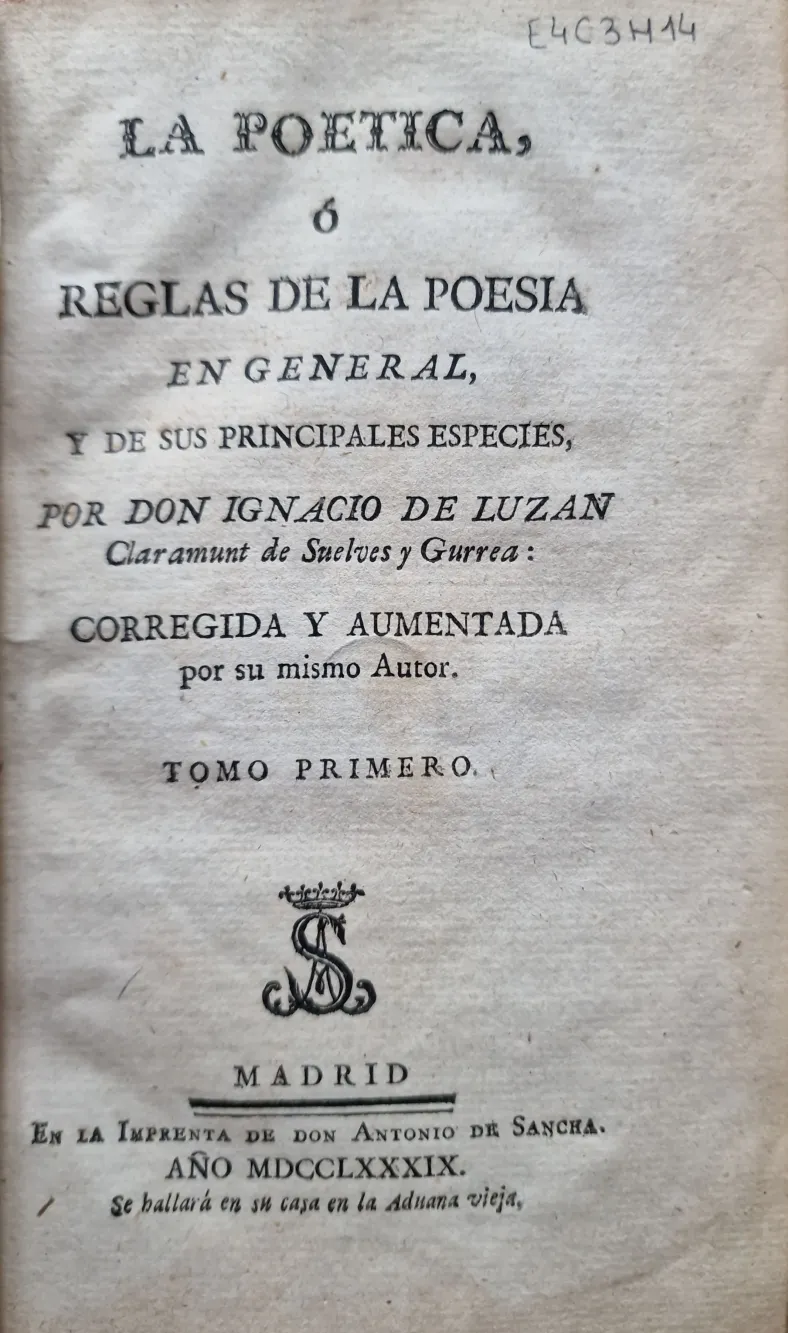 E4C3H14
LA POETICA,
ó
REGLAS DE LA POESIA
EN GENERAL,
Y DE SUS PRINCIPALES ESPECIES,
POR DON IGNACIO DE LUZAN
Claramunt de Suelves y Gurrea:
CORREGIDA Y AUMENTADA
por su mismo Autor.
TOMO PRIMERO.
MADRID
EN LA IMPRENTA DE DON ANTONIO DE SANCHA.
AÑO MDCCLXXXIX.
Se hallará en su casa en la Aduana vieja,